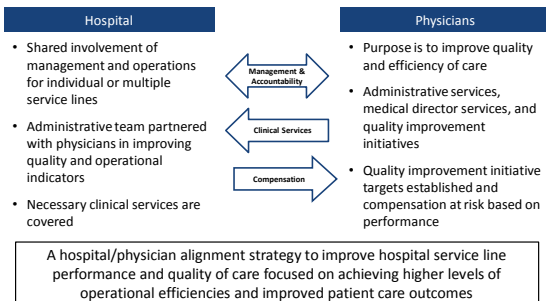 Hospital
• Shared involvement of
management and operations
for individual or multiple
service lines
• Administrative team partnered
with physicians in improving
quality and operational
indicators
• Necessary clinical services are
covered
Management &
Accountability
Clinical Services
Compensation
Physicians
• Purpose is to improve quality
and efficiency of care
• Administrative services,
medical director services, and
quality improvement
initiatives
• Quality improvement initiative
targets established and
compensation at risk based on
performance
A hospital/physician alignment strategy to improve hospital service line
performance and quality of care focused on achieving higher levels of
operational efficiencies and improved patient care outcomes